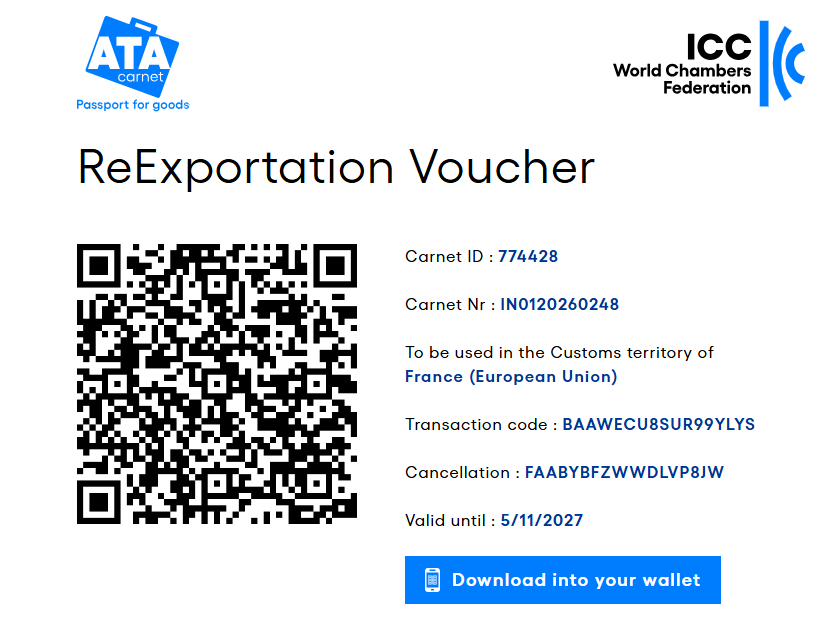 ATA
carnet
Passport for goods
ICC
World Chambers
Federation
ReExportation Voucher
Carnet ID : 774428
Carnet Nr : IN0120260248
To be used in the Customs territory of
France (European Union)
Transaction code : BAAWECU8SUR99YLYS
Cancellation : FAABYBFZWWDLVP8JW
Valid until : 5/11/2027
Download into your wallet